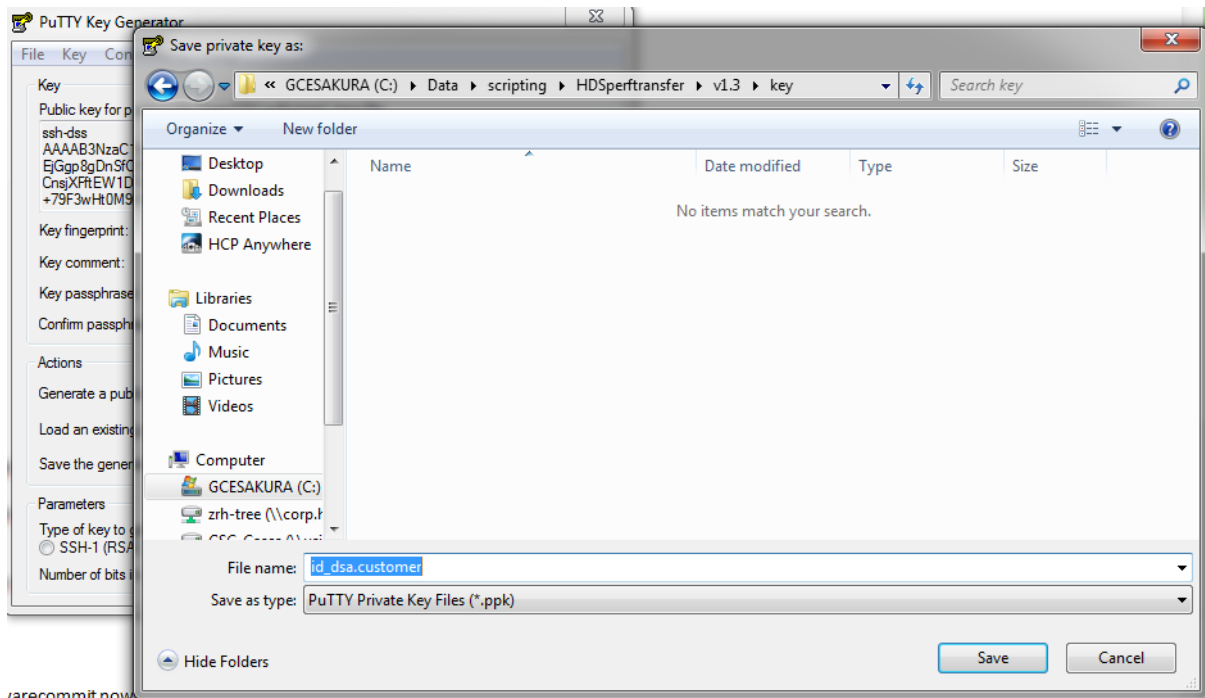 PuTTY Key Generator
File Key Con
Save private key as:
« GCESAKURA (C:) Data scripting HDSperftransfer v1.3 key
Search key
Organize New folder
Key
Public key for p
ssh-dss
AAAAB3NzaC1
EjGgp8gDnSfC
CnsjXFftEW1D
+79F3wHt0M9
Key fingerprint:
Key comment:
Key passphrase
Confirm passphr
Actions
Generate a pub
Load an existing
Save the gener
Parameters
Type of key to g
SSH-1 (RSA
Number of bits i
Desktop
Downloads
Recent Places
HCP Anywhere
Libraries
Documents
Music
Pictures
Videos
Computer
GCESAKURA (C:)
zrh-tree (\\corp.h
Name Date modified Type Size
No items match your search.
File name: id_dsa.customer
Save as type: PuTTY Private Key Files (*.ppk)
Hide Folders
Save Cancel